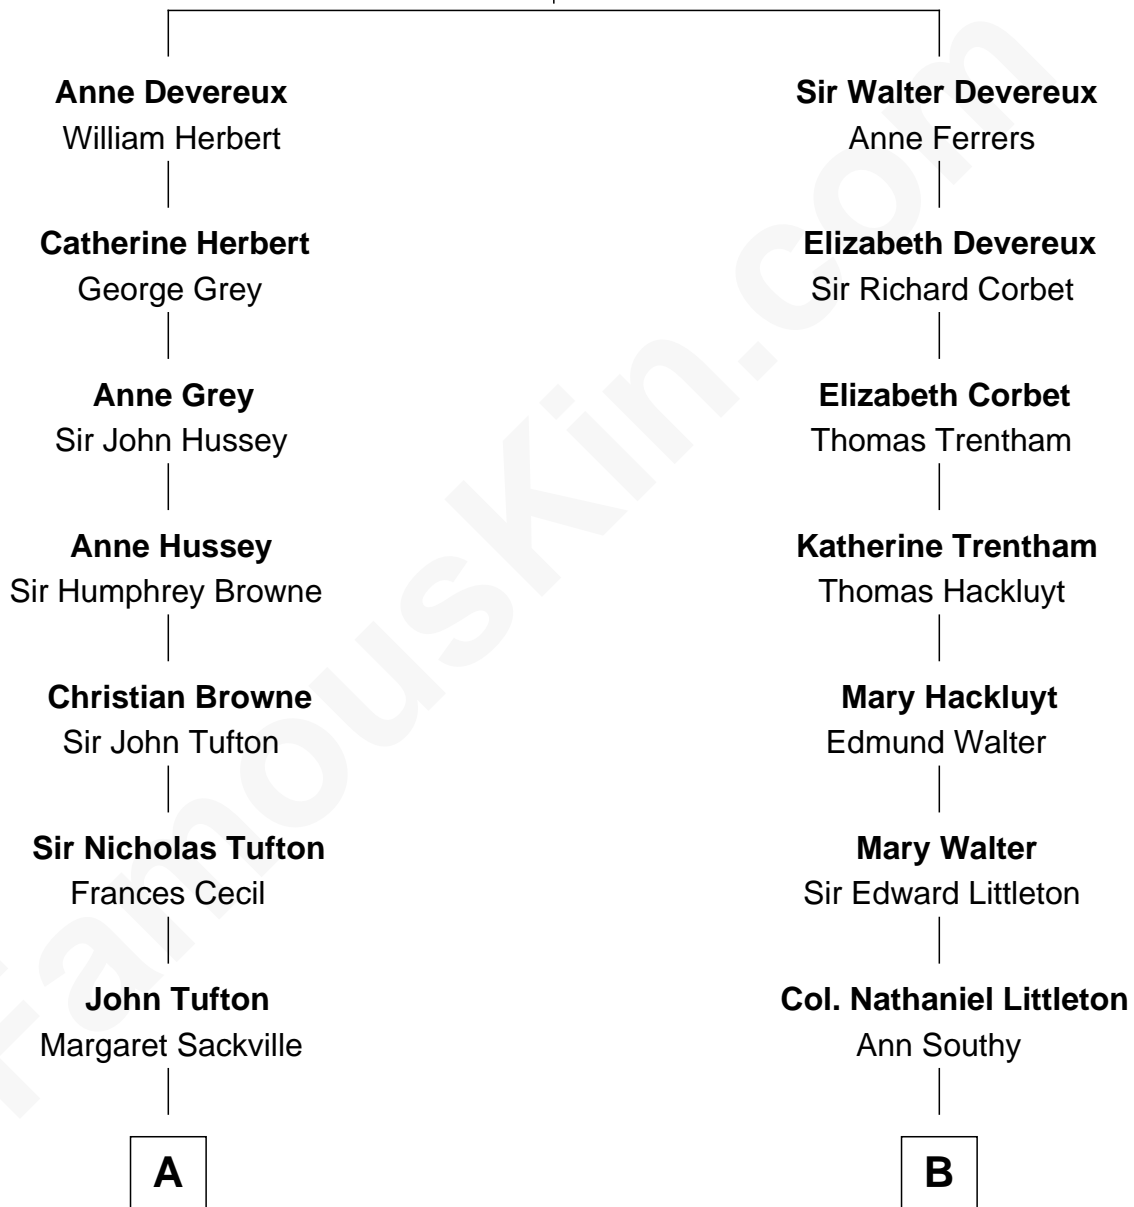 Anne Devereux
William Herbert
Catherine Herbert
George Grey
Anne Grey
Sir John Hussey
Anne Hussey
Sir Humphrey Browne
Christian Browne
Sir John Tufton
Sir Nicholas Tufton
Frances Cecil
John Tufton
Margaret Sackville
A
Sir Walter Devereux
Anne Ferrers
Elizabeth Devereux
Sir Richard Corbet
Elizabeth Corbet
Thomas Trentham
Katherine Trentham
Thomas Hackluyt
Mary Hackluyt
Edmund Walter
Mary Walter
Sir Edward Littleton
Col. Nathaniel Littleton
Ann Southy
B
FamousKin.com